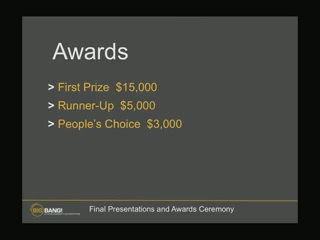 Awards
> First Prize $15,000
> Runner-Up $5,000
> People's Choice $3,000
BIG BANG!
Final Presentations and Awards Ceremony